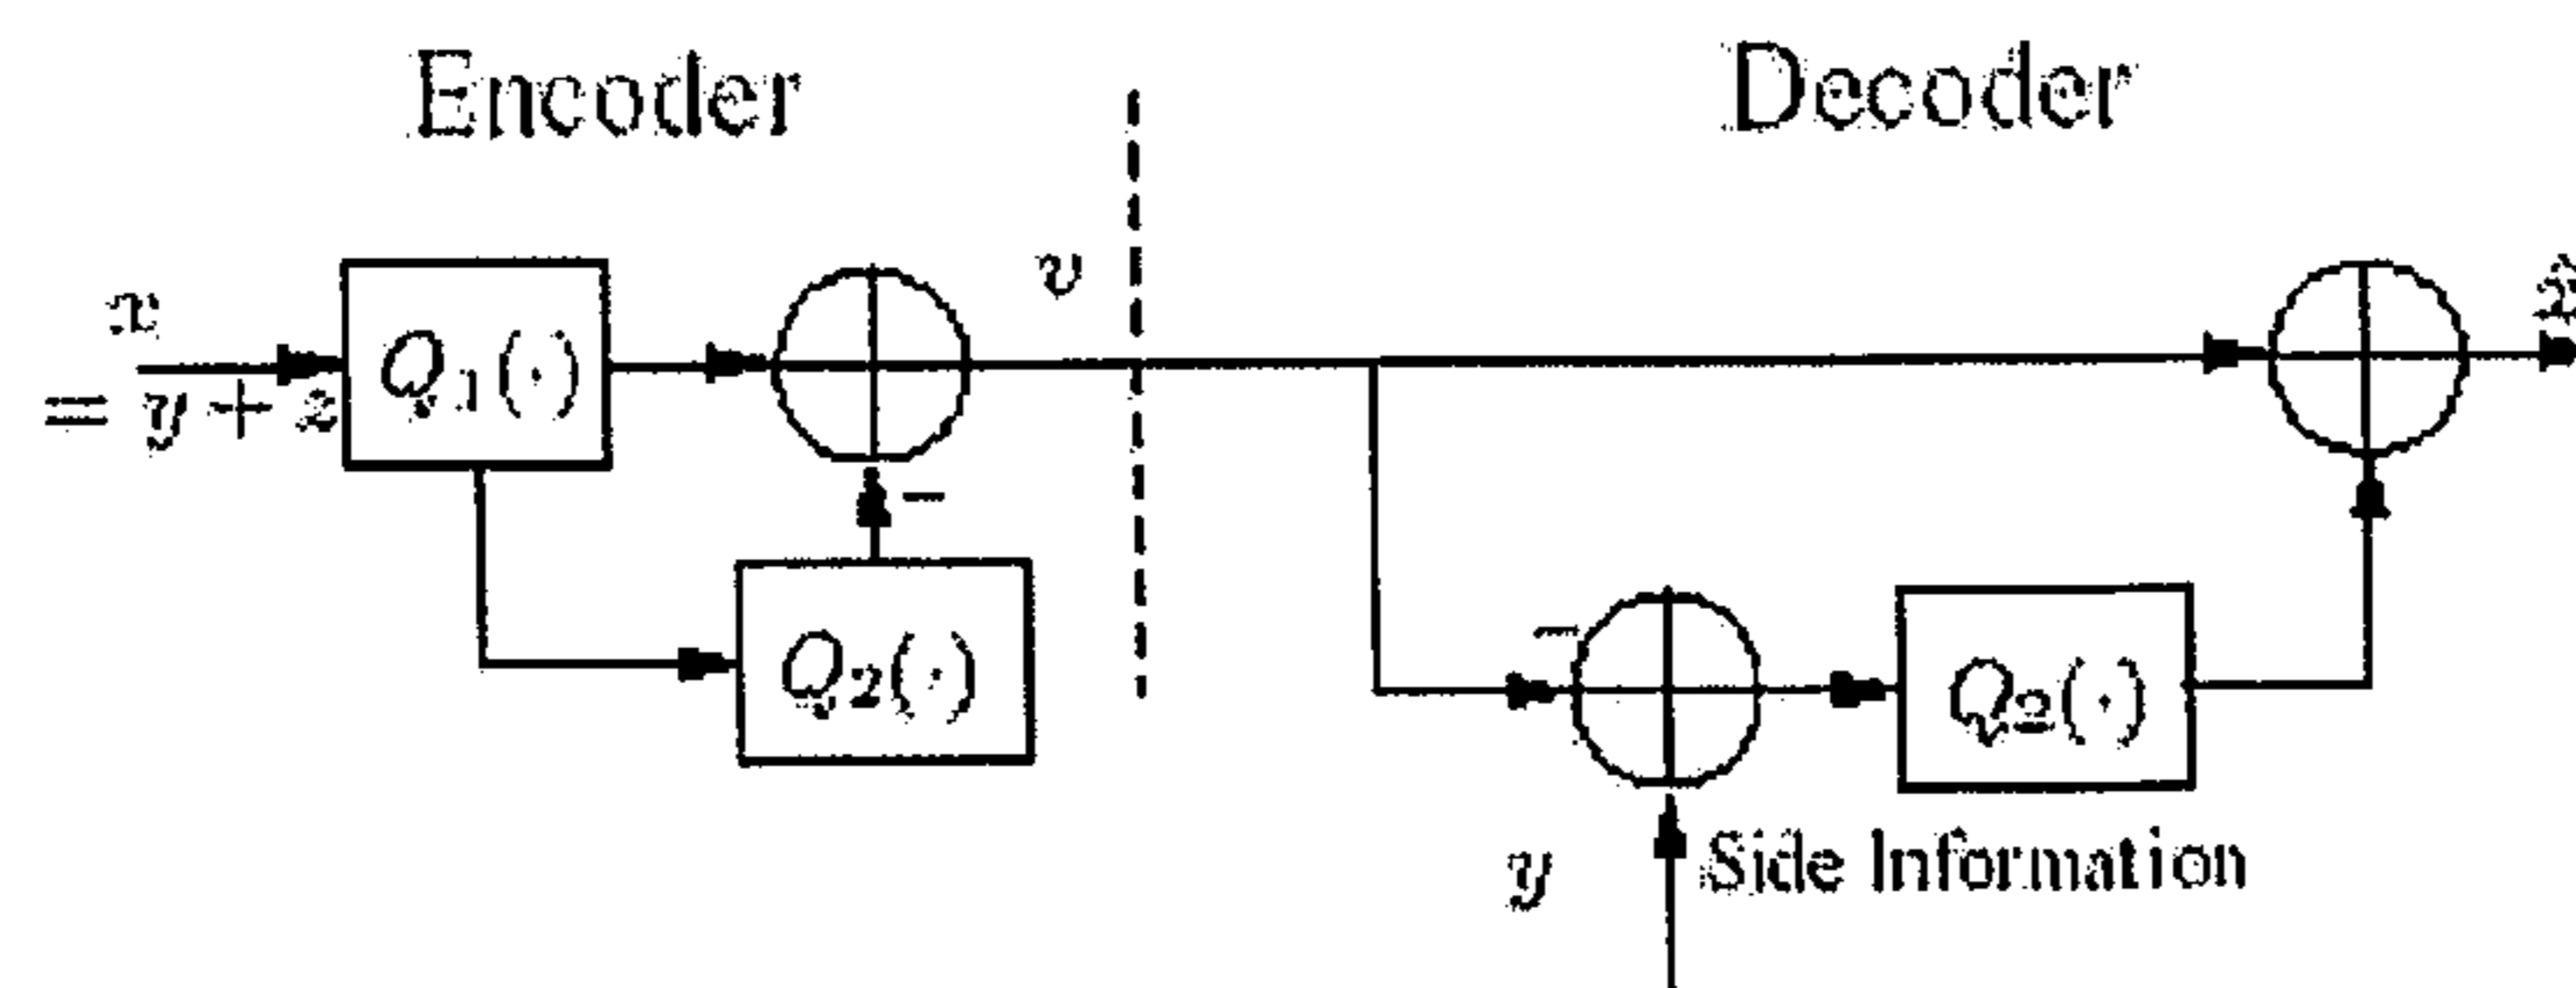 Encoder
Decoder
x
= y + z
Q₁(·)
v
−
Q₂(·)
−
Q₂(·)
y
Side Information